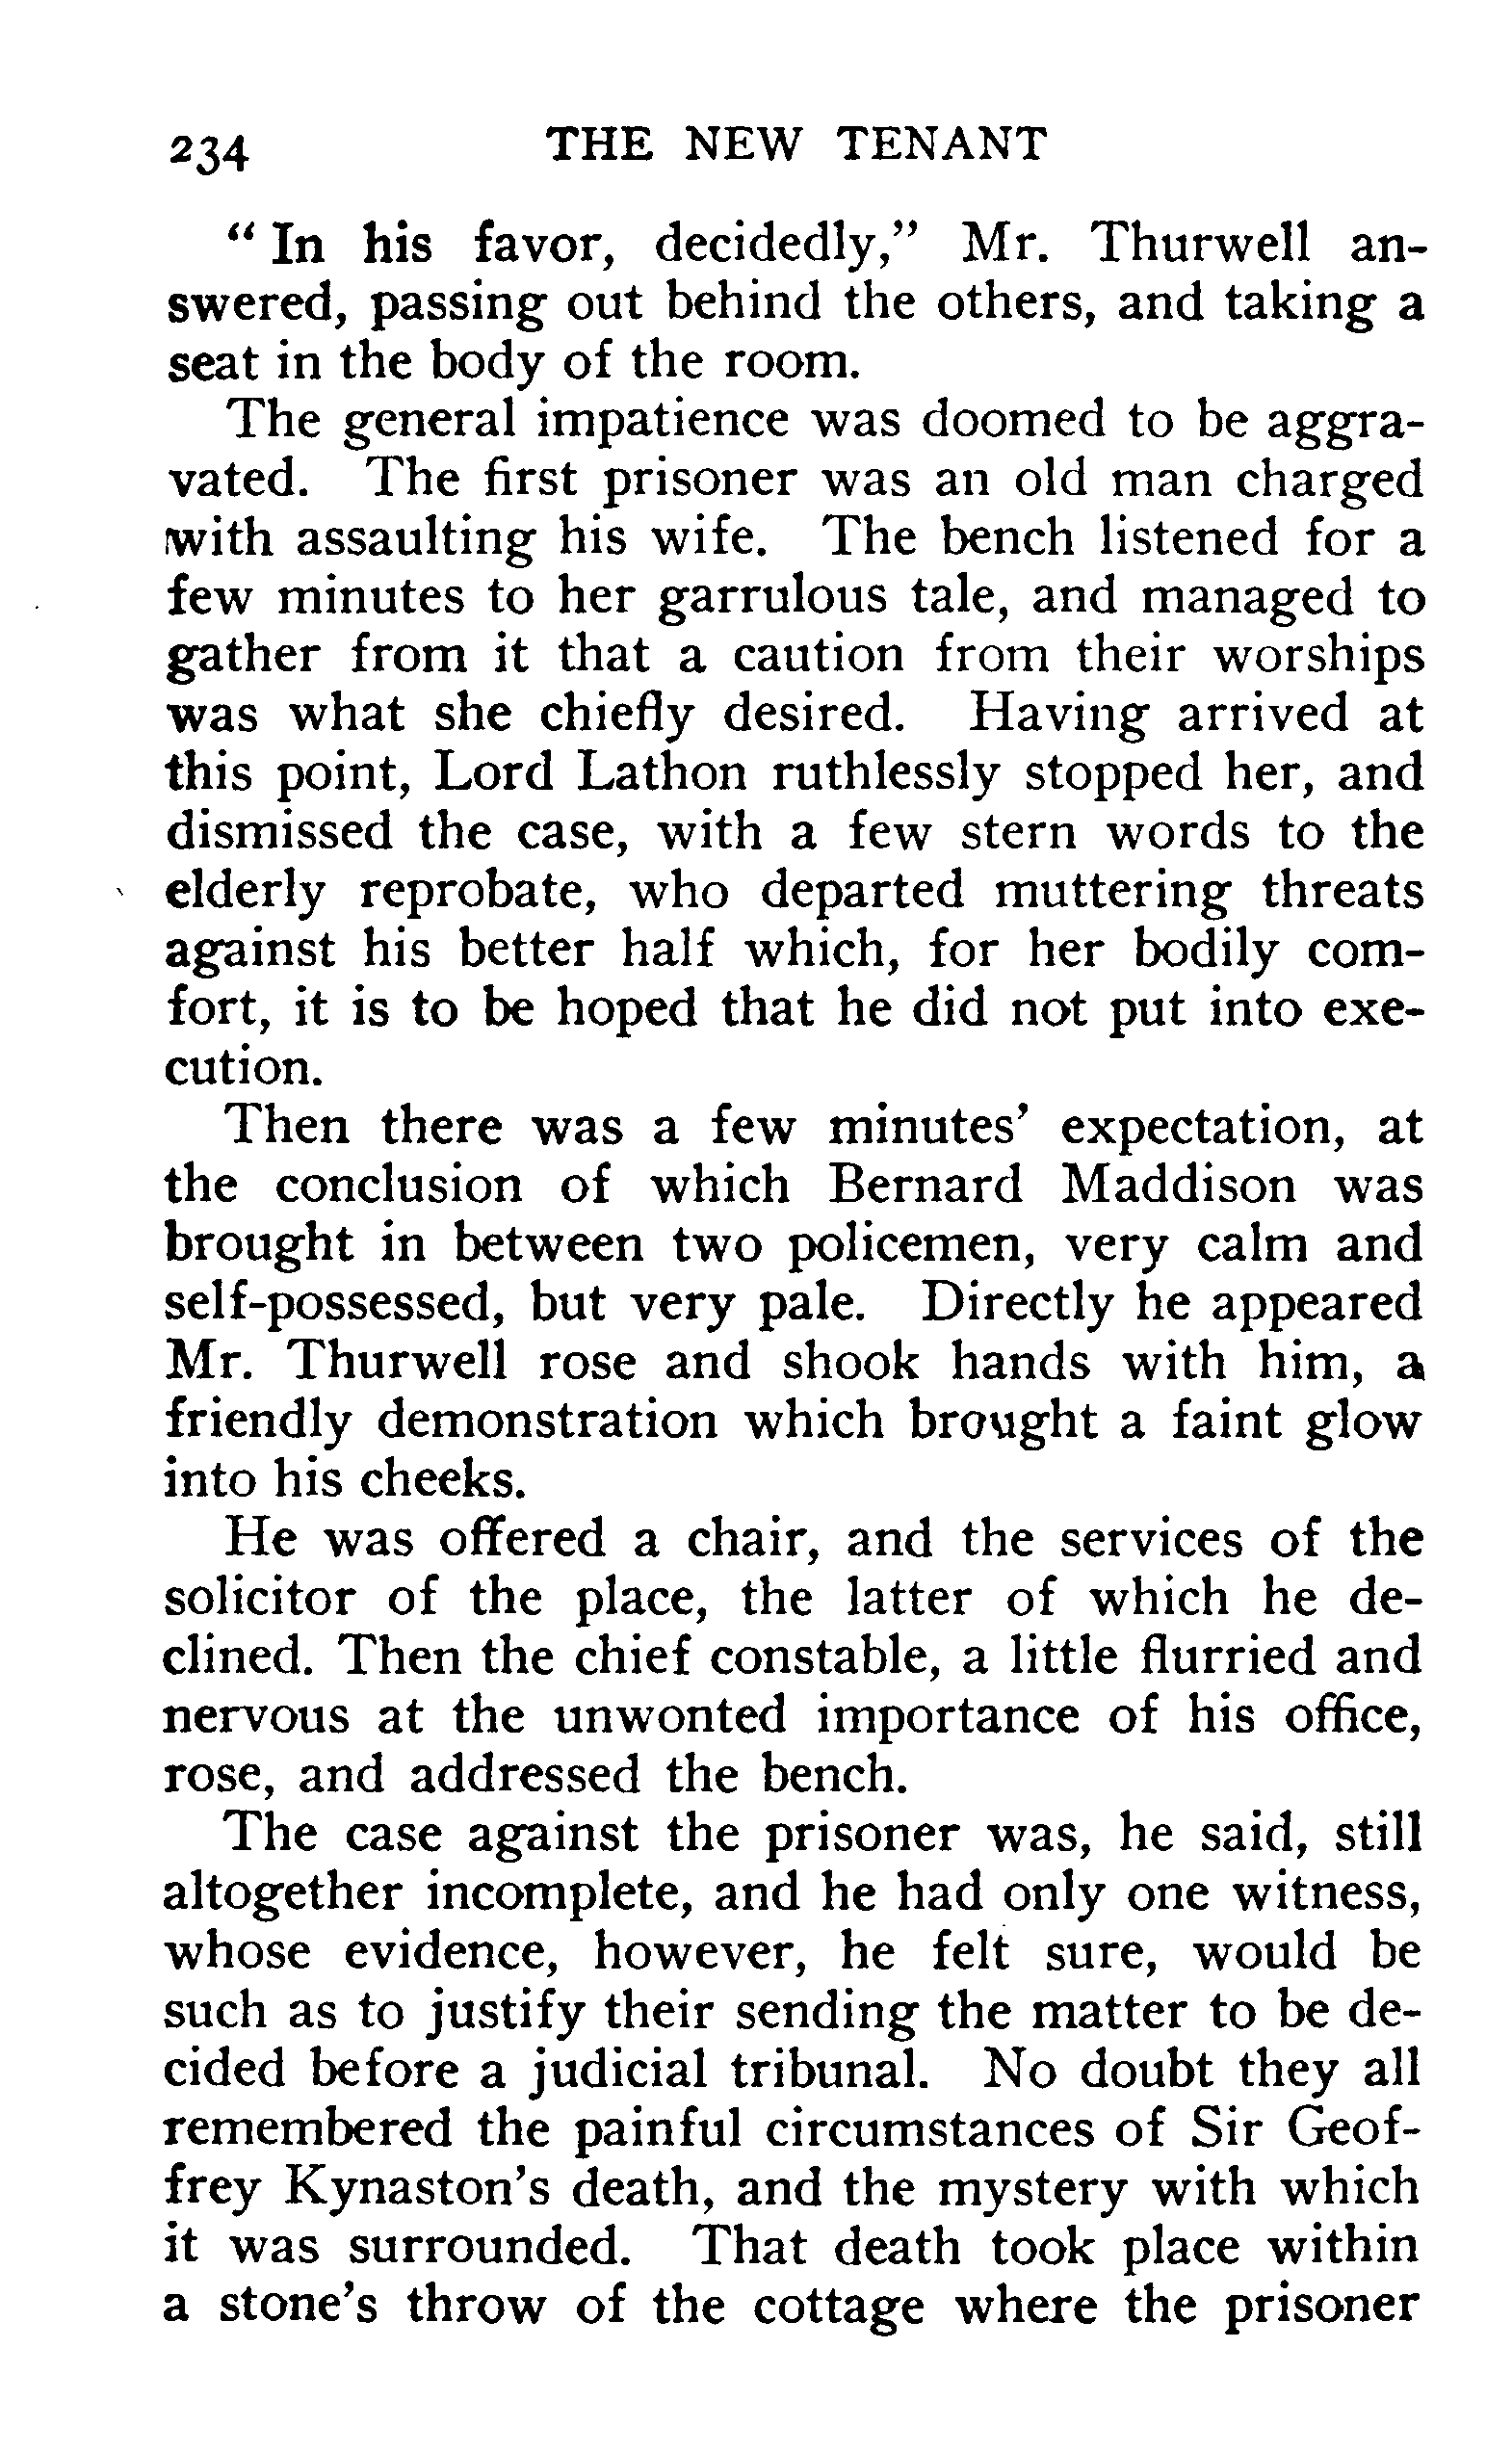 234 THE NEW TENANT
“ In his favor, decidedly,” Mr. Thurwell an-
swered, passing out behind the others, and taking a
seat in the body of the room.
The general impatience was doomed to be aggra-
vated. The first prisoner was an old man charged
with assaulting his wife. The bench listened for a
few minutes to her garrulous tale, and managed to
gather from it that a caution from their worships
was what she chiefly desired. Having arrived at
this point, Lord Lathon ruthlessly stopped her, and
dismissed the case, with a few stern words to the
elderly reprobate, who departed muttering threats
against his better half which, for her bodily com-
fort, it is to be hoped that he did not put into exe-
cution.
Then there was a few minutes’ expectation, at
the conclusion of which Bernard Maddison was
brought in between two policemen, very calm and
self-possessed, but very pale. Directly he appeared
Mr. Thurwell rose and shook hands with him, a
friendly demonstration which brought a faint glow
into his cheeks.
He was offered a chair, and the services of the
solicitor of the place, the latter of which he de-
clined. Then the chief constable, a little flurried and
nervous at the unwonted importance of his office,
rose, and addressed the bench.
The case against the prisoner was, he said, still
altogether incomplete, and he had only one witness,
whose evidence, however, he felt sure, would be
such as to justify their sending the matter to be de-
cided before a judicial tribunal. No doubt they all
remembered the painful circumstances of Sir Geof-
frey Kynaston’s death, and the mystery with which
it was surrounded. That death took place within
a stone’s throw of the cottage where the prisoner